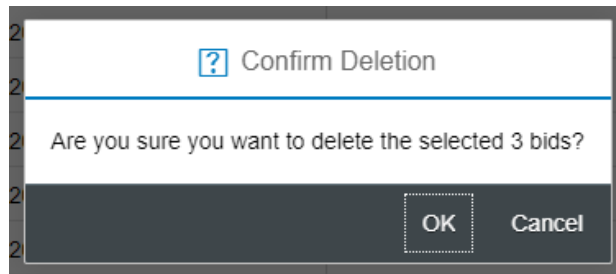 Confirm Deletion
Are you sure you want to delete the selected 3 bids?
OK Cancel